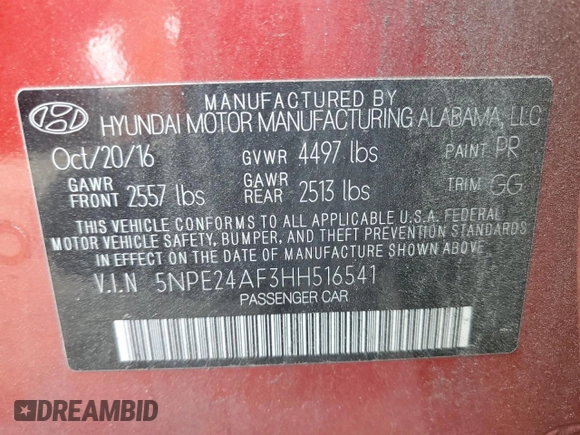 MANUFACTURED BY
HYUNDAI MOTOR MANUFACTURING ALABAMA, LLC
Oct/20/16 GVWR 4497 lbs PAINT PR
GAWR FRONT 2557 lbs GAWR REAR 2513 lbs TRIM GG
THIS VEHICLE CONFORMS TO ALL APPLICABLE U.S.A. FEDERAL
MOTOR VEHICLE SAFETY, BUMPER, AND THEFT PREVENTION STANDARDS
IN EFFECT ON THE DATE OF MANUFACTURE SHOWN ABOVE.
V.I.N 5NPE24AF3HH516541
PASSENGER CAR
DREAMBID